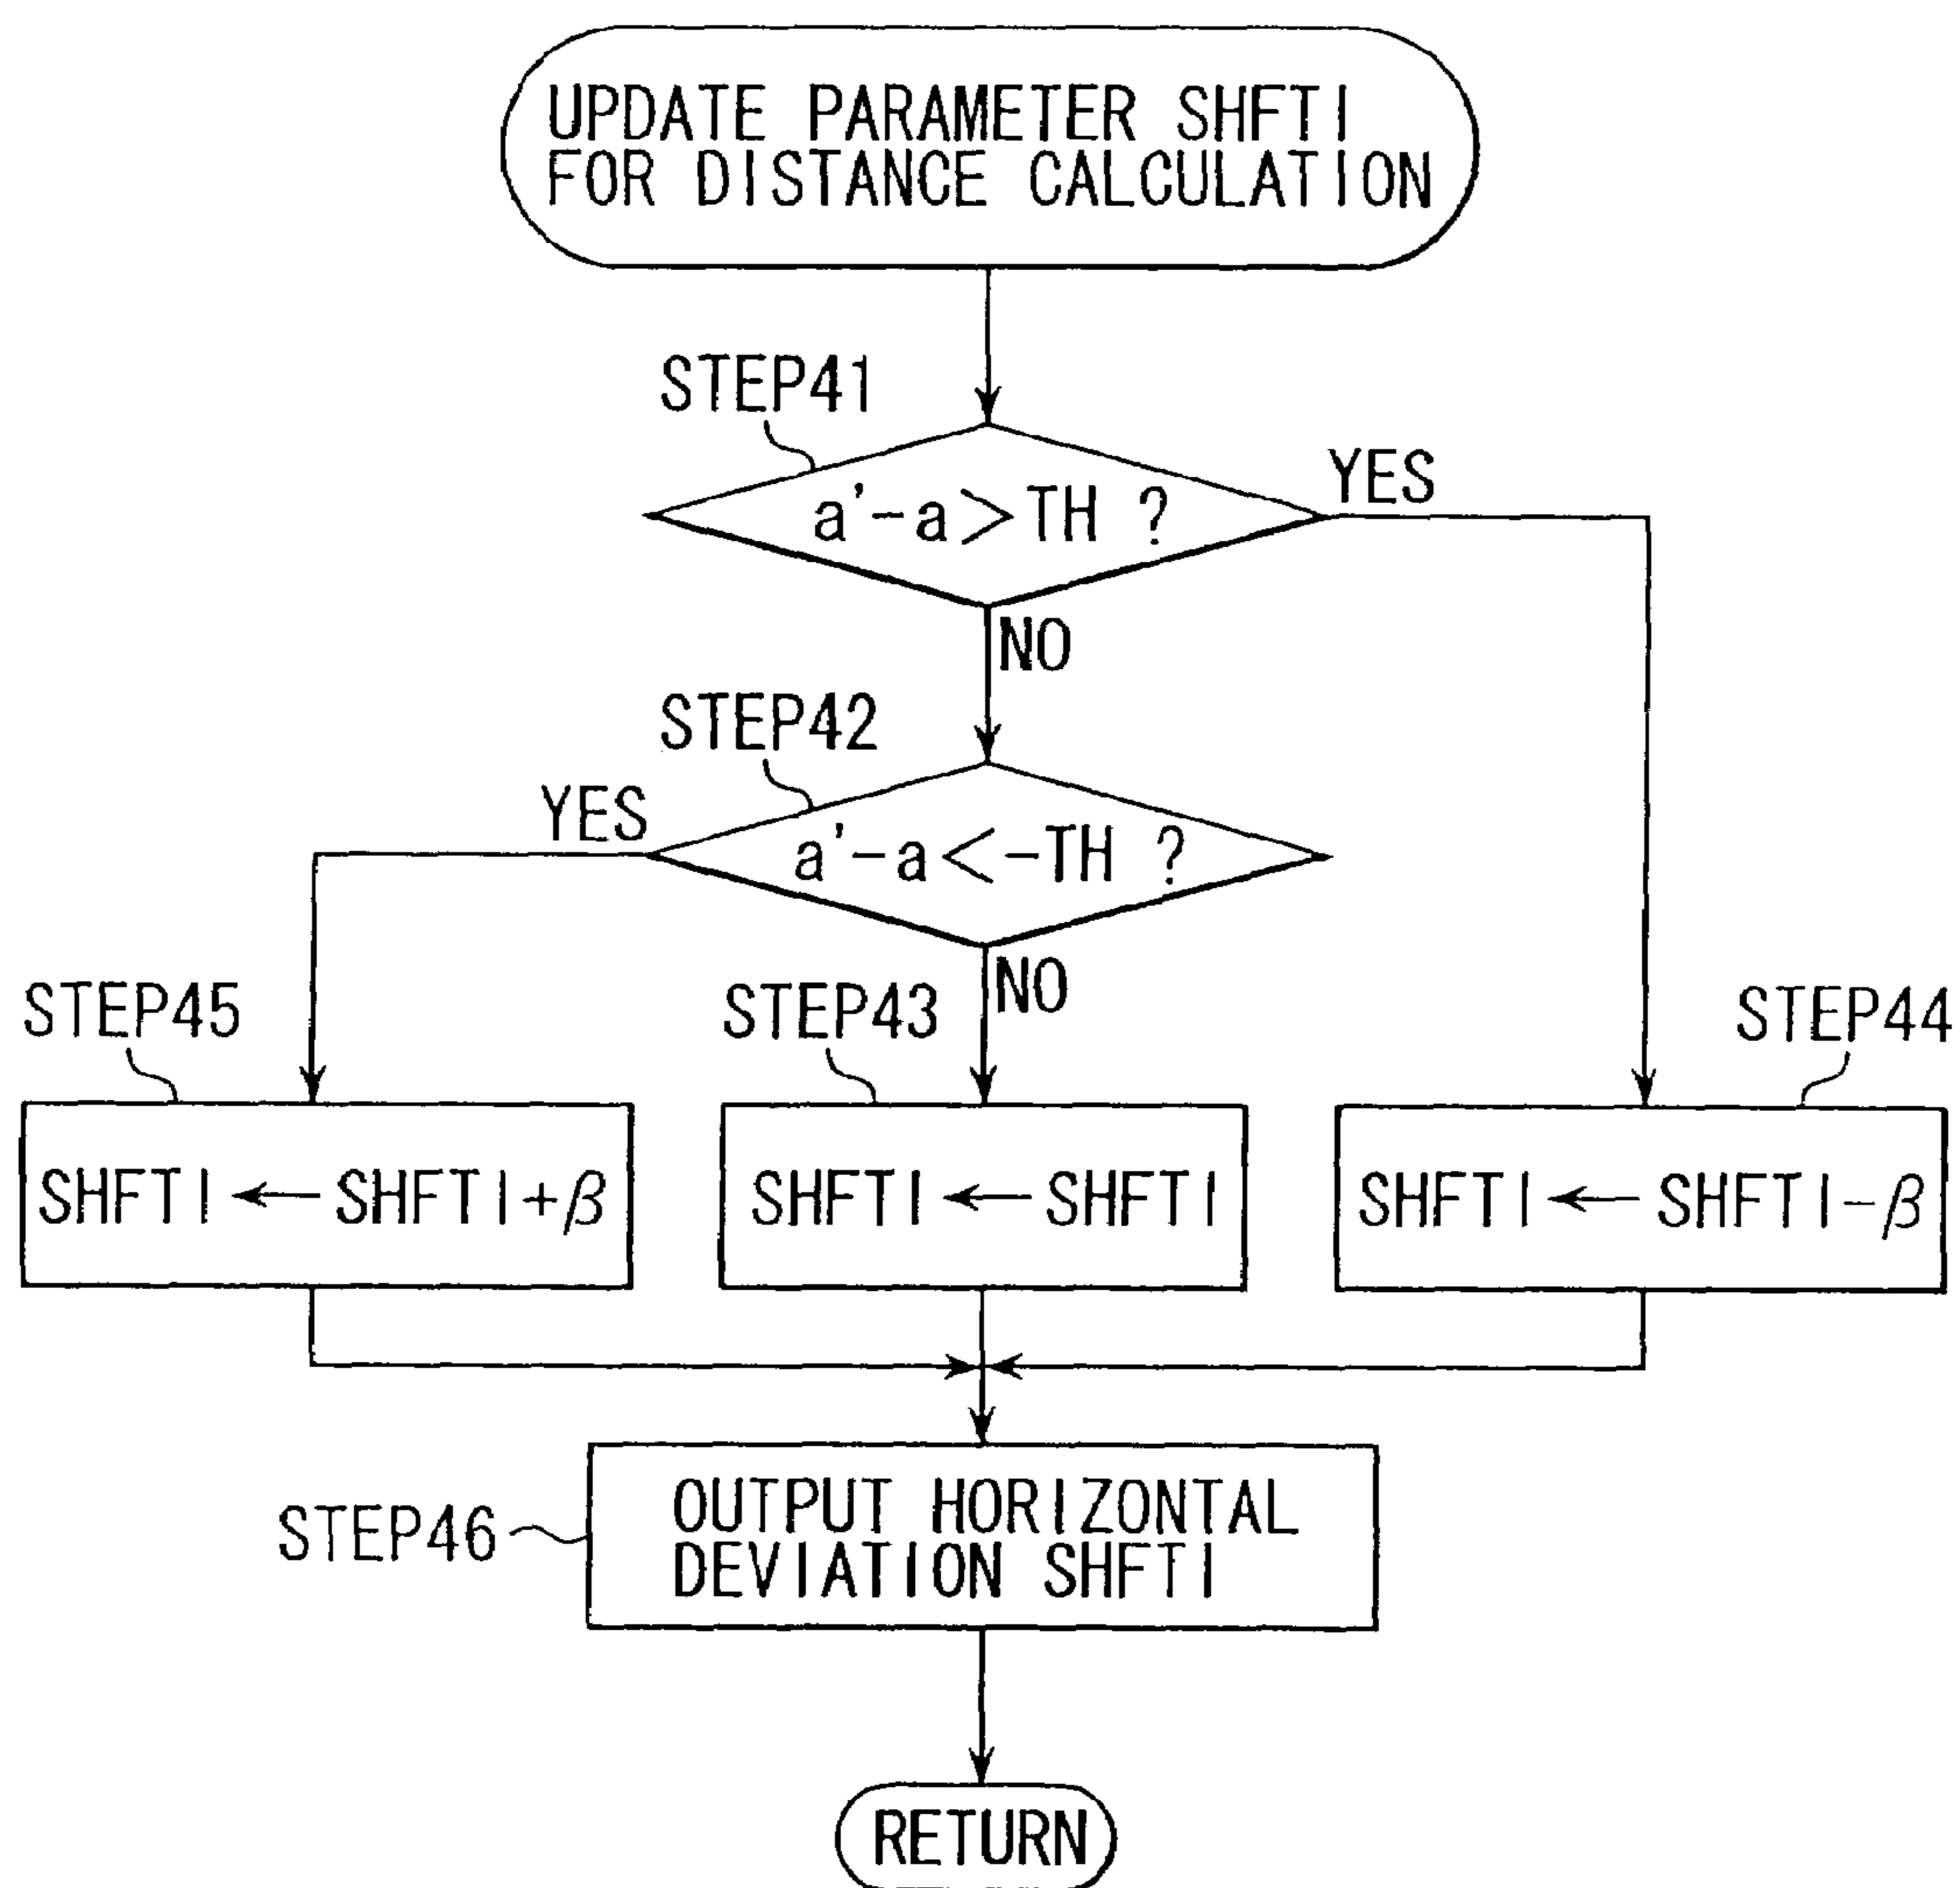 UPDATE PARAMETER SHFTI
FOR DISTANCE CALCULATION
STEP41
a'-a>TH ?
YES
NO
STEP42
a'-a<-TH ?
YES
NO
STEP45
SHFTI ← SHFTI+β
STEP43
SHFTI ← SHFTI
STEP44
SHFTI ← SHFTI-β
STEP46
OUTPUT HORIZONTAL
DEVIATION SHFTI
RETURN